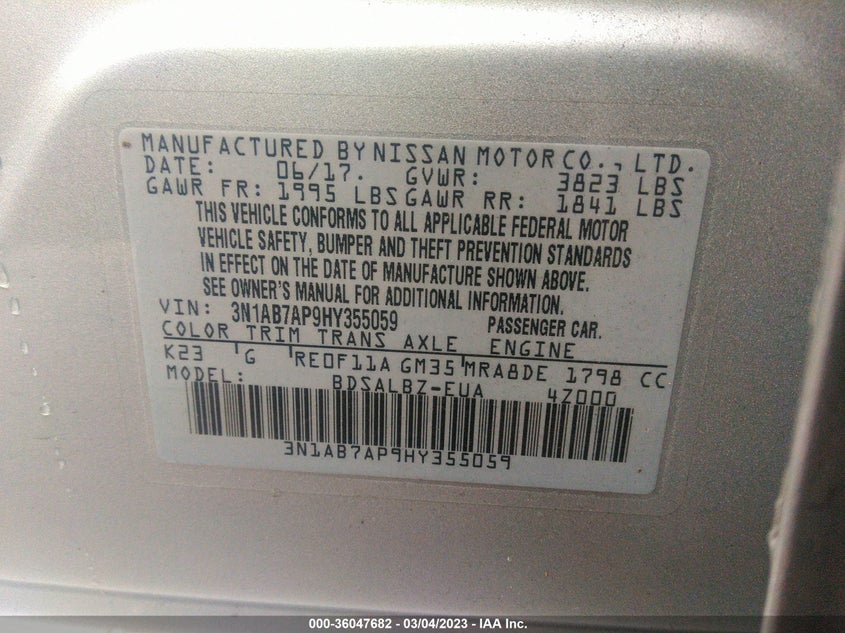 MANUFACTURED BY NISSAN MOTOR CO., LTD.
DATE: 06/17. GVWR: 3823 LBS
GAWR FR: 1995 LBS GAWR RR: 1841 LBS
THIS VEHICLE CONFORMS TO ALL APPLICABLE FEDERAL MOTOR
VEHICLE SAFETY, BUMPER AND THEFT PREVENTION STANDARDS
IN EFFECT ON THE DATE OF MANUFACTURE SHOWN ABOVE.
SEE OWNER'S MANUAL FOR ADDITIONAL INFORMATION.
VIN: 3N1AB7AP9HY355059 PASSENGER CAR.
COLOR TRIM TRANS AXLE ENGINE
K23 G RE0F11A GM35 MRA8DE 1798 CC
MODEL: BDSALBZ-EUA 4Z000
3N1AB7AP9HY355059
000-36047682 - 03/04/2023 - IAA Inc.